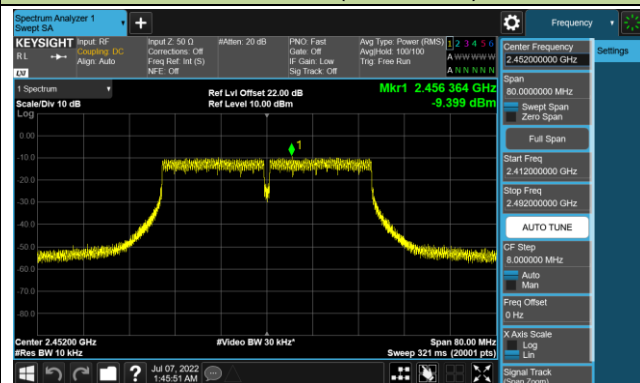 Spectrum Analyzer 1
Swept SA
Frequency
KEYSIGHT
RL
LXI
Input: RF
Coupling: DC
Align: Auto
Input Z: 50 Ω
Corrections: Off
Freq Ref: Int (S)
NFE: Off
#Atten: 20 dB
PNO: Fast
Gate: Off
IF Gain: Low
Sig Track: Off
Avg Type: Power (RMS)
Avg|Hold: 100/100
Trig: Free Run
1 2 3 4 5 6
A W W W W W
A N N N N N
1 Spectrum
Scale/Div 10 dB
Log
Ref Lvl Offset 22.00 dB
Ref Level 10.00 dBm
Mkr1 2.456 364 GHz
-9.399 dBm
1
0.00
-10.0
-20.0
-30.0
-40.0
-50.0
-60.0
-70.0
-80.0
Center 2.45200 GHz
#Res BW 10 kHz
#Video BW 30 kHz*
Span 80.00 MHz
Sweep 321 ms (20001 pts)
Jul 07, 2022
1:45:51 AM
Center Frequency
2.452000000 GHz
Settings
Span
80.0000000 MHz
Swept Span
Zero Span
Full Span
Start Freq
2.412000000 GHz
Stop Freq
2.492000000 GHz
AUTO TUNE
CF Step
8.000000 MHz
Auto
Man
Freq Offset
0 Hz
X Axis Scale
Log
Lin
Signal Track
(Span Zoom)